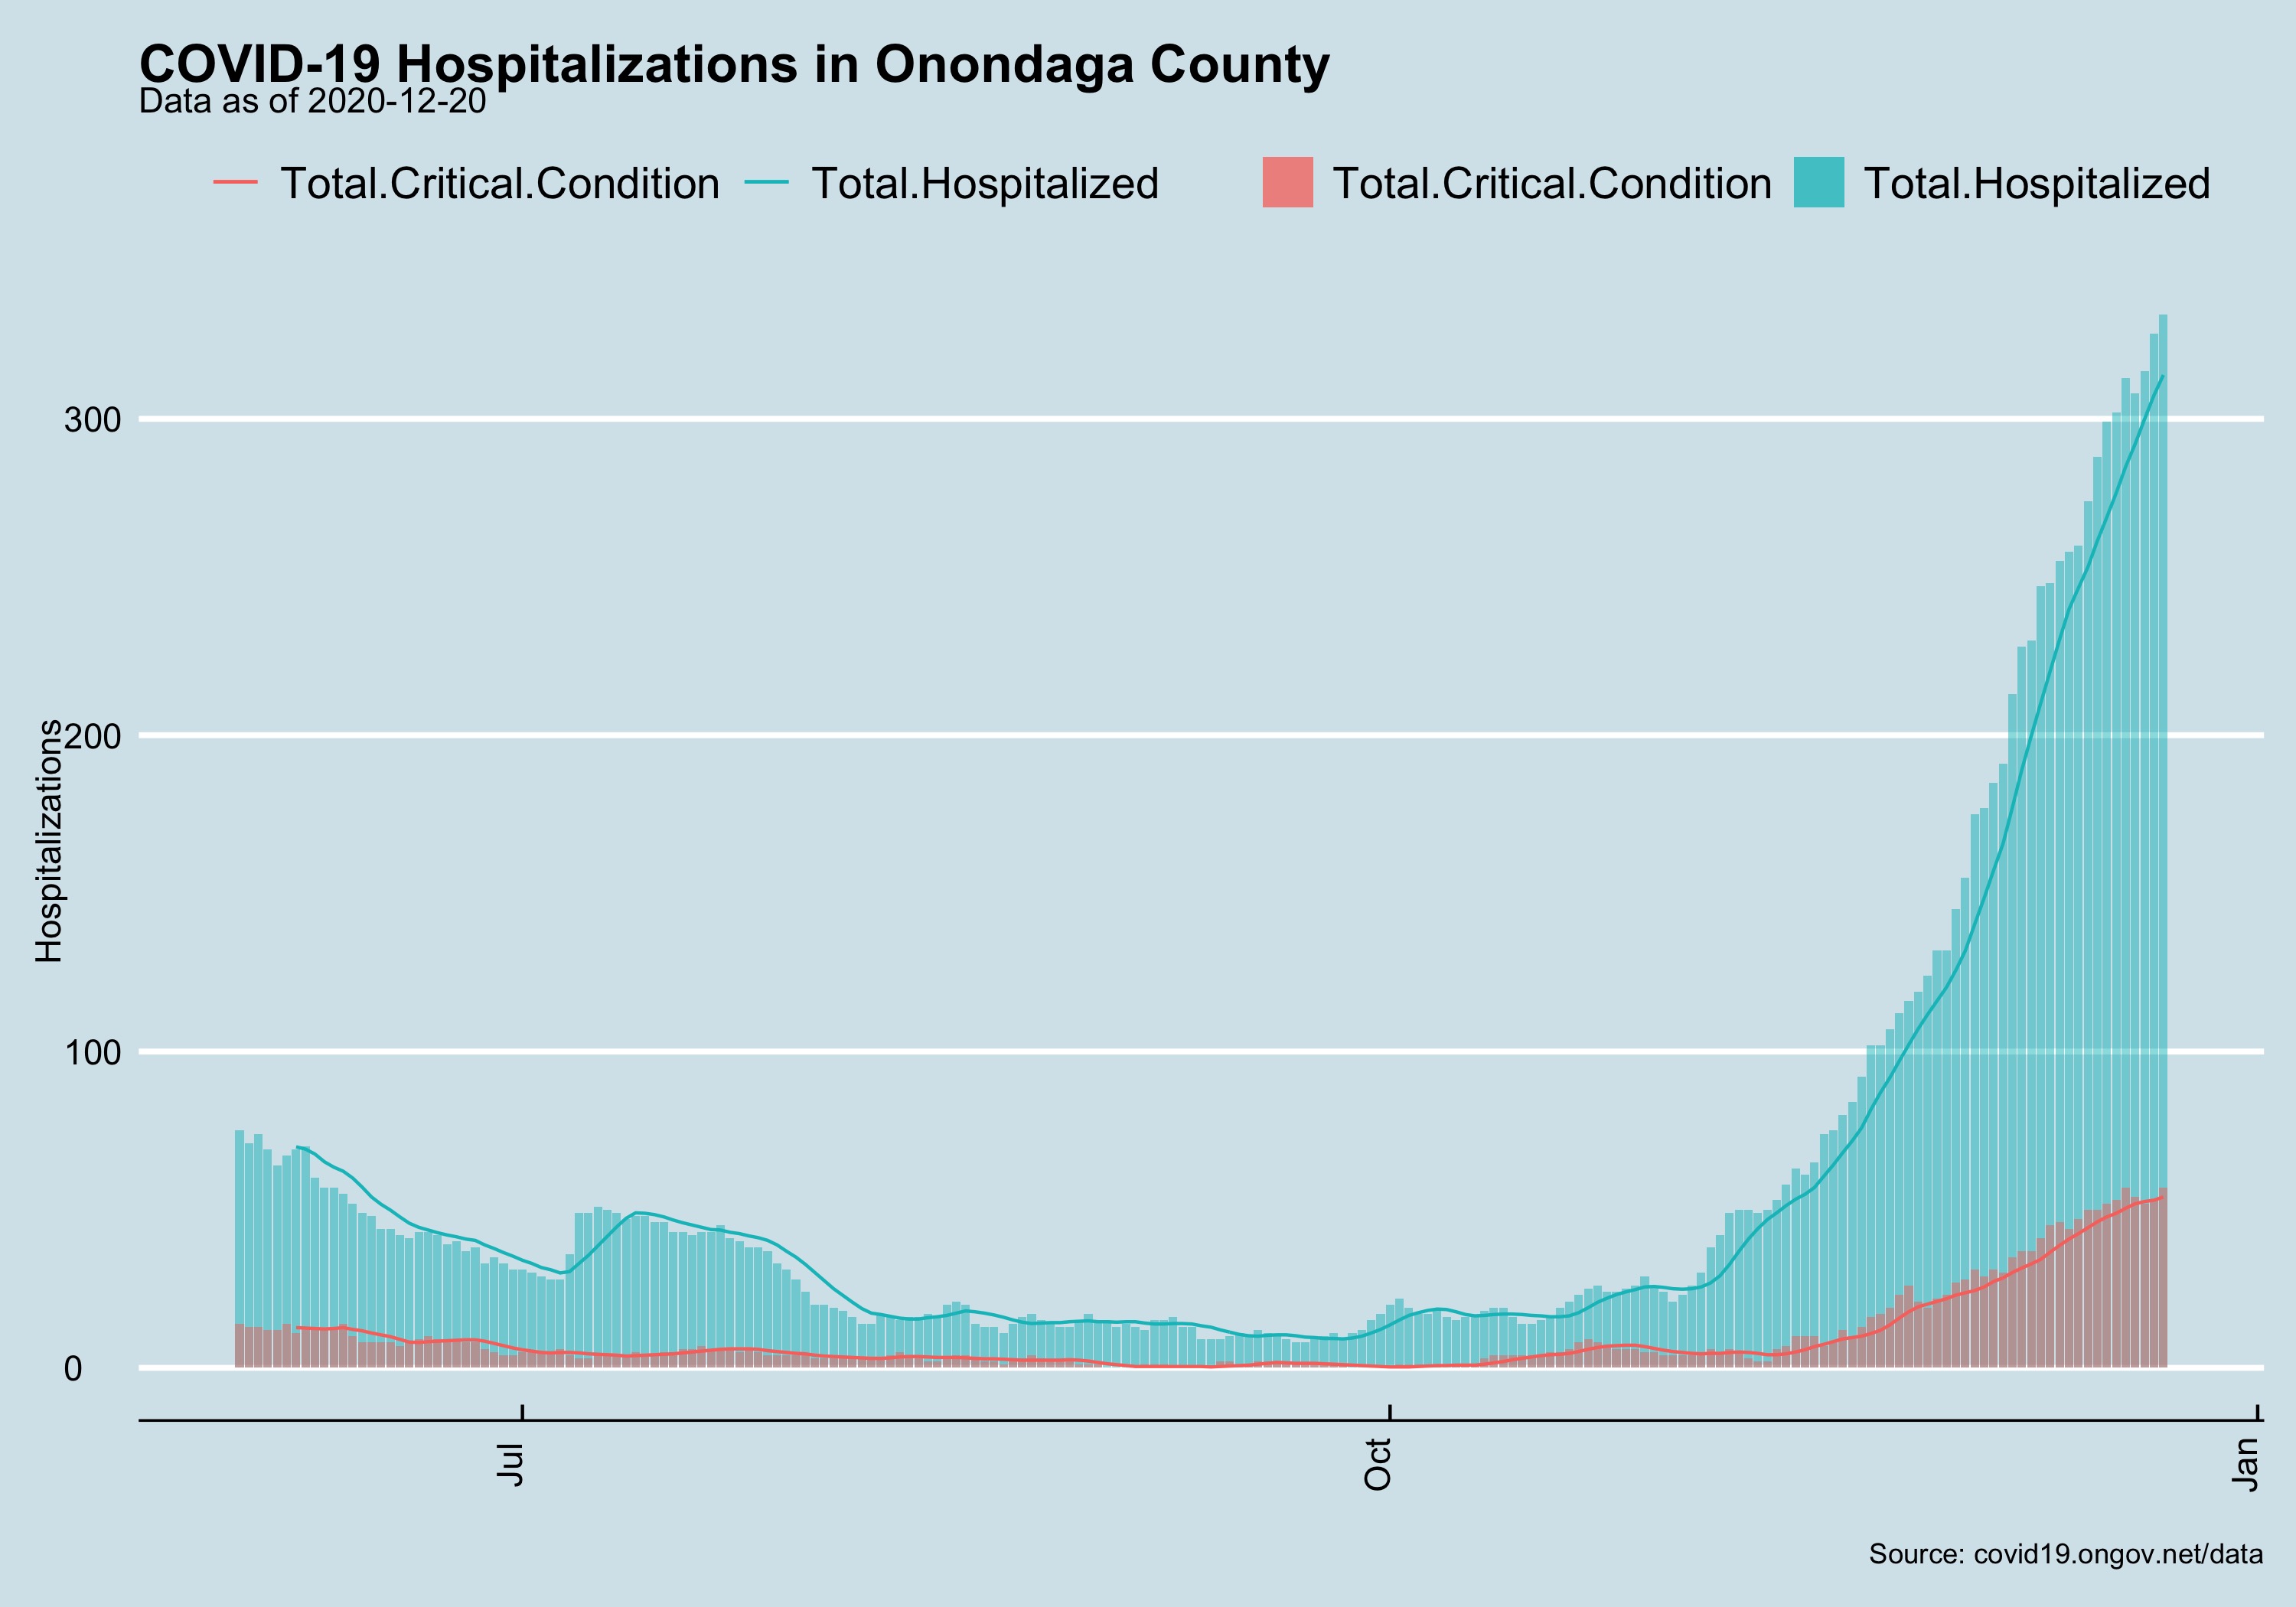 COVID-19 Hospitalizations in Onondaga County
Data as of 2020-12-20
Total.Critical.Condition Total.Hospitalized Total.Critical.Condition Total.Hospitalized
Hospitalizations
300
200
100
0
Jul Oct Jan
Source: covid19.ongov.net/data